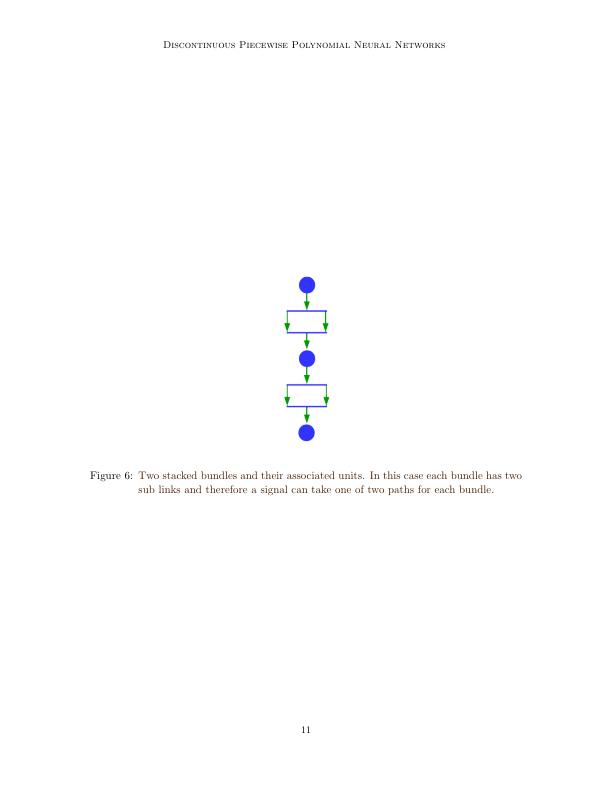 Discontinuous Piecewise Polynomial Neural Networks
Figure 6: Two stacked bundles and their associated units. In this case each bundle has two
sub links and therefore a signal can take one of two paths for each bundle.
11